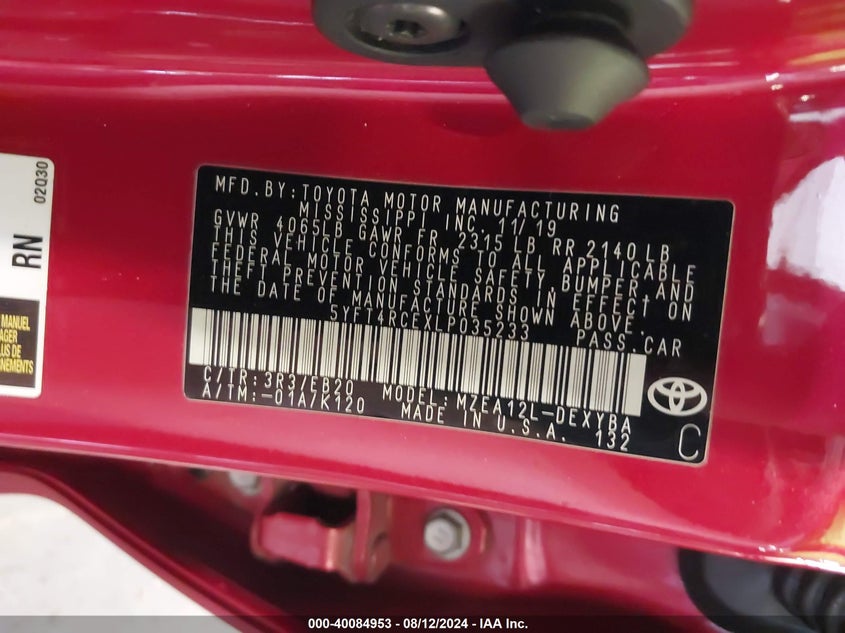 02Q30
RN
MANUEL
MFD. BY: TOYOTA MOTOR MANUFACTURING
MISSISSIPPI INC. 11/19
GVWR 4065LB GAWR FR 2315 LB RR 2140 LB
THIS VEHICLE CONFORMS TO ALL APPLICABLE
FEDERAL MOTOR VEHICLE SAFETY, BUMPER AND
THEFT PREVENTION STANDARDS IN EFFECT ON
THE DATE OF MANUFACTURE SHOWN ABOVE.
5YFT4RCEXLP035233 PASS.CAR
C/TR: 3R3/EB20 MODEL: MZEA12L-DEXYBA
A/TM:-01A/K120 MADE IN U.S.A. 132
C
000-40084953 - 08/12/2024 - IAA Inc.